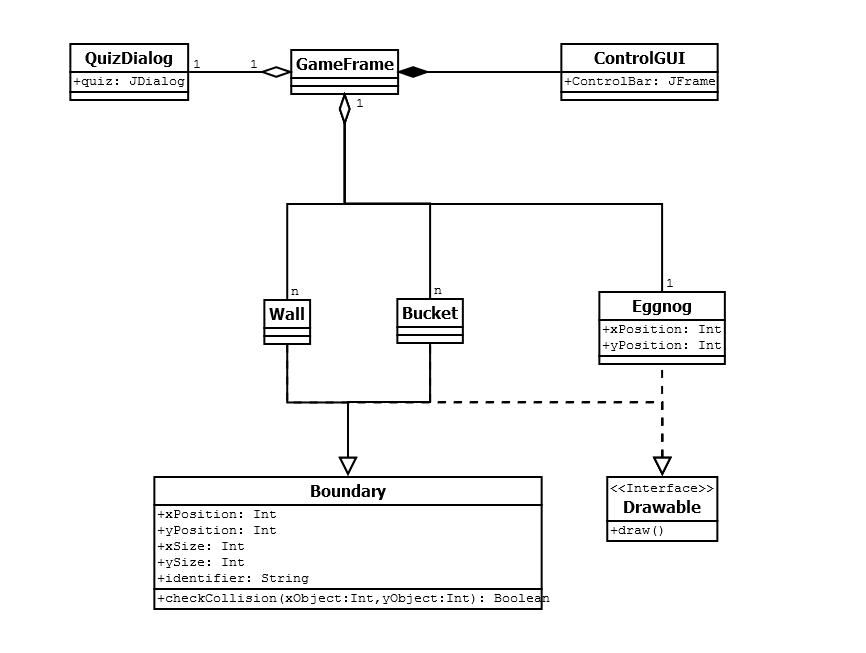 QuizDialog
+quiz: JDialog
1
1
GameFrame
1
ControlGUI
+ControlBar: JFrame
n
Wall
n
Bucket
1
Eggnog
+xPosition: Int
+yPosition: Int
Boundary
+xPosition: Int
+yPosition: Int
+xSize: Int
+ySize: Int
+identifier: String
+checkCollision(xObject:Int,yObject:Int): Boolean
<<Interface>>
Drawable
+draw()